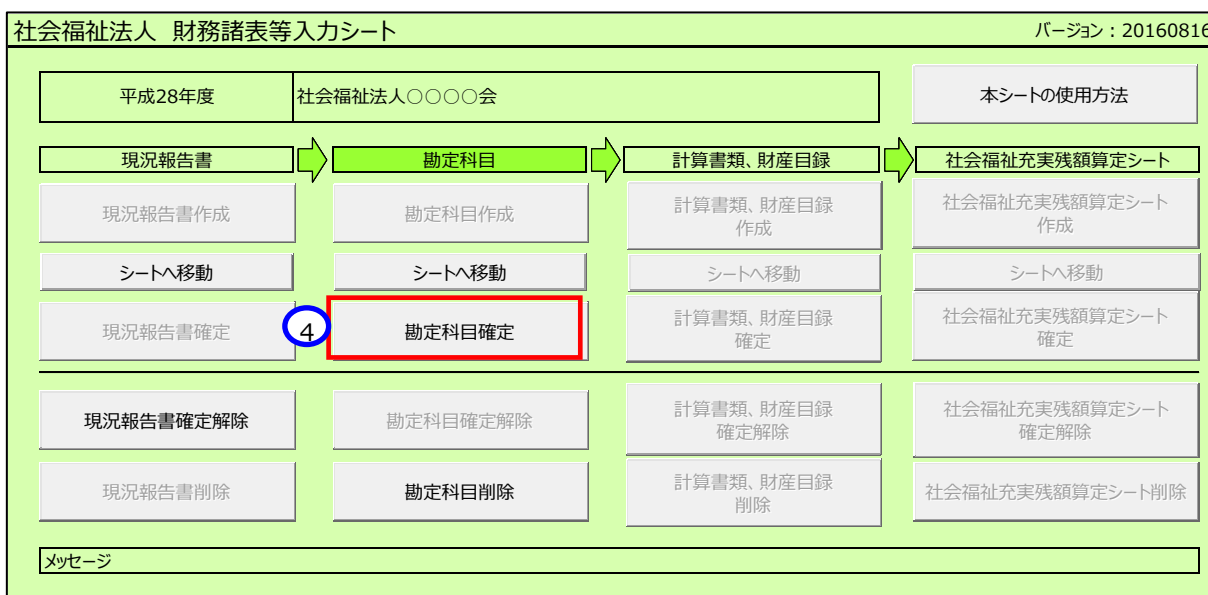 社会福祉法人 財務諸表等入力シート
バージョン：20160816
平成28年度
社会福祉法人○○○○会
本シートの使用方法
現況報告書
勘定科目
計算書類、財産目録
社会福祉充実残額算定シート
現況報告書作成
勘定科目作成
計算書類、財産目録
作成
社会福祉充実残額算定シート
作成
シートへ移動
シートへ移動
シートへ移動
シートへ移動
現況報告書確定
4
勘定科目確定
計算書類、財産目録
確定
社会福祉充実残額算定シート
確定
現況報告書確定解除
勘定科目確定解除
計算書類、財産目録
確定解除
社会福祉充実残額算定シート
確定解除
現況報告書削除
勘定科目削除
計算書類、財産目録
削除
社会福祉充実残額算定シート削除
メッセージ